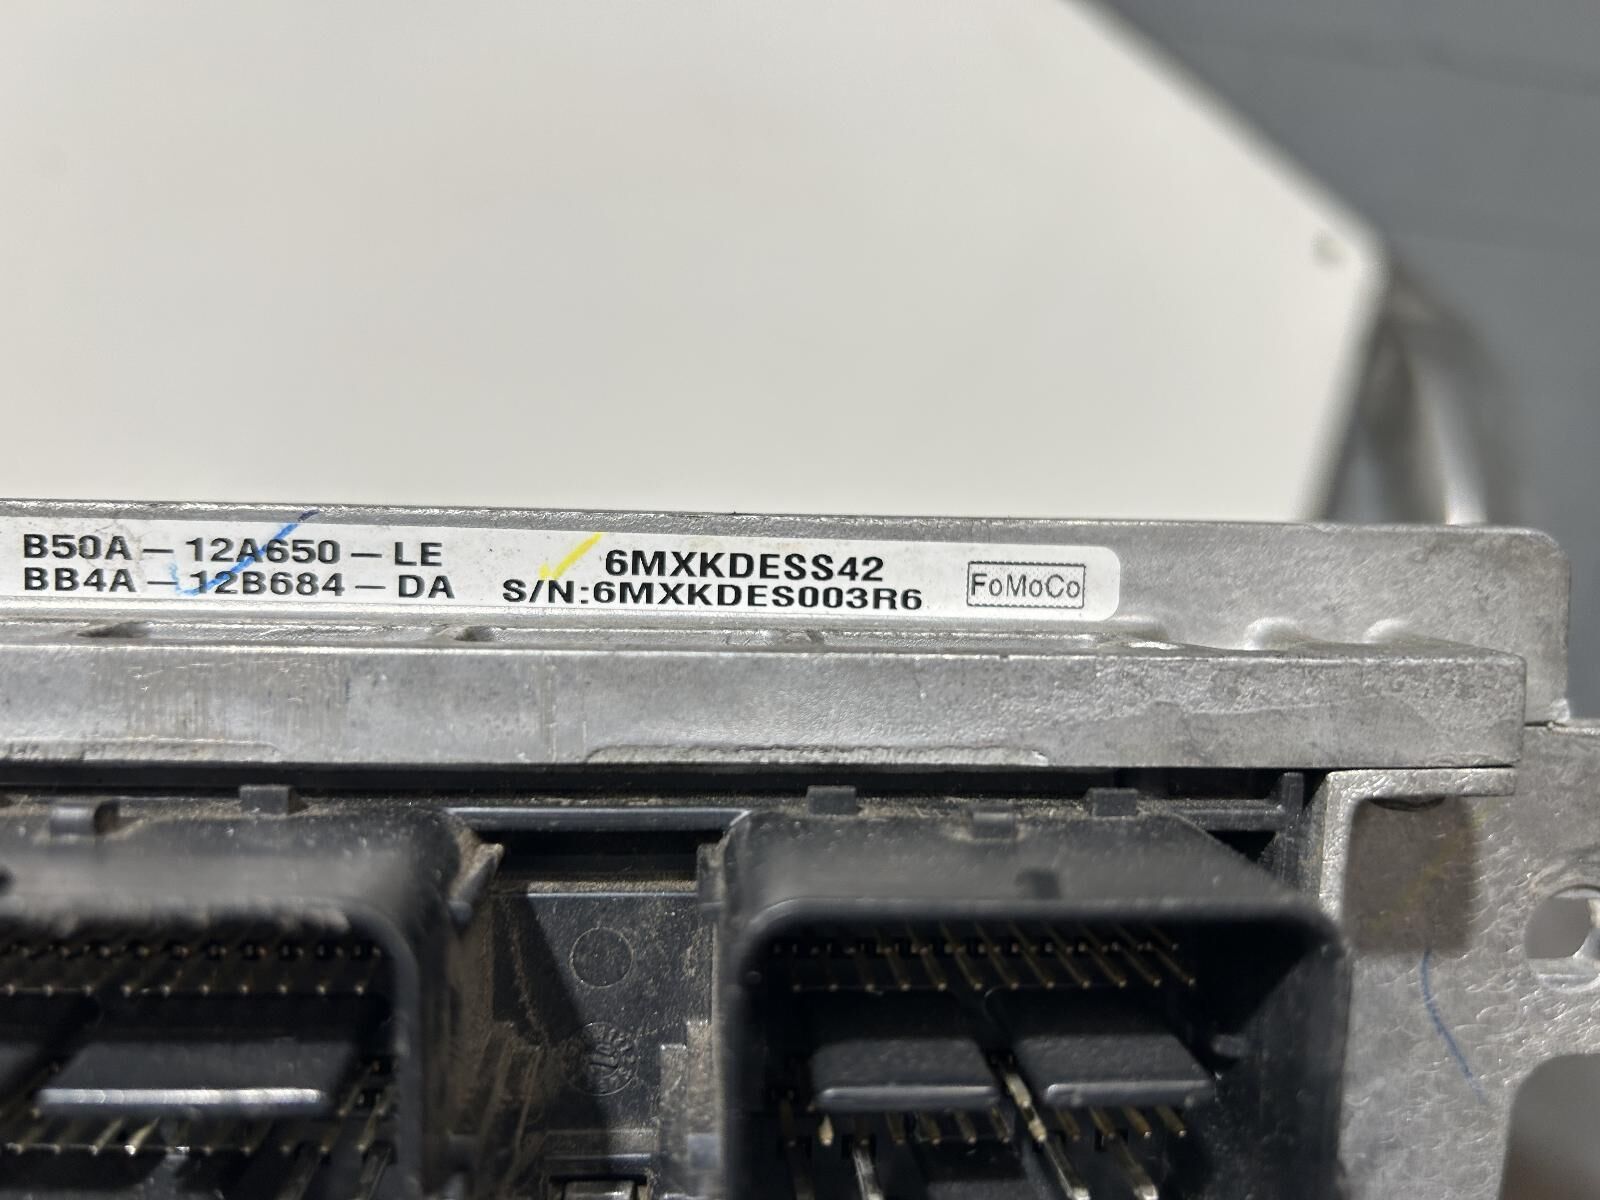 B50A-12A650-LE
BB4A-12B684-DA
6MXKDESS42
S/N:6MXKDES003R6
FoMoCo